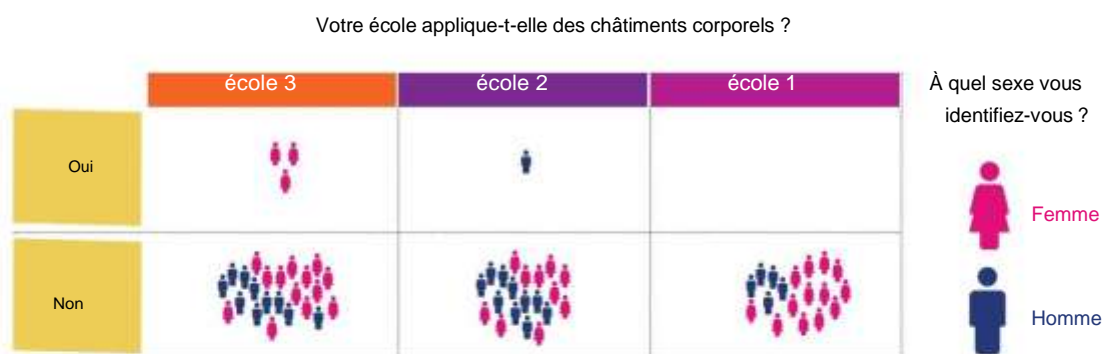 Votre école applique-t-elle des châtiments corporels ?
école 3
école 2
école 1
À quel sexe vous
identifiez-vous ?
Oui
Femme
Non
Homme